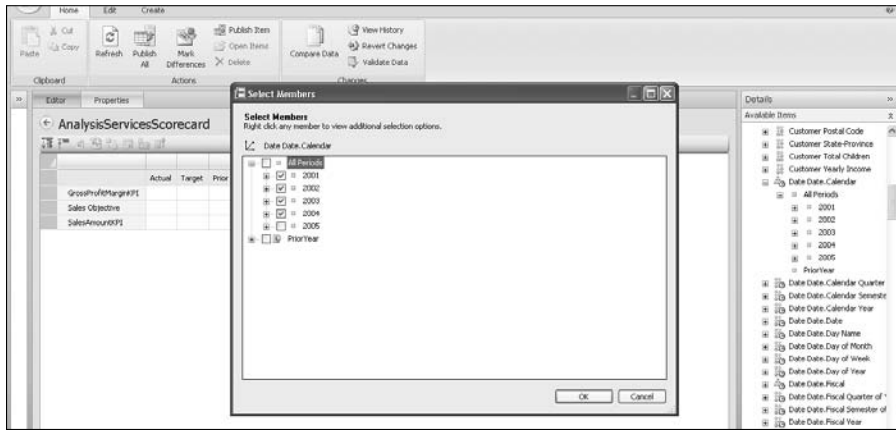 Home Edit Create
Cut
Copy
Paste
Refresh
Publish All
Mark Differences
Publish Item
Open Items
Delete
Compare Data
View History
Revert Changes
Validate Data
Clipboard Actions Changes
Editor Properties
AnalysisServicesScorecard
Actual Target Prior
GrossProfitMarginKPI
Sales Objective
SalesAmountKPI
Select Members
Select Members
Right click any member to view additional selection options.
Date Date.Calendar
All Periods
2001
2002
2003
2004
2005
PriorYear
OK Cancel
Details
Available Items
Customer Postal Code
Customer State-Province
Customer Total Children
Customer Yearly Income
Date Date.Calendar
All Periods
2001
2002
2003
2004
2005
PriorYear
Date Date.Calendar Quarter
Date Date.Calendar Semeste
Date Date.Calendar Year
Date Date.Date
Date Date.Day Name
Date Date.Day of Month
Date Date.Day of Week
Date Date.Day of Year
Date Date.Fiscal
Date Date.Fiscal Quarter of
Date Date.Fiscal Semester of
Date Date.Fiscal Year